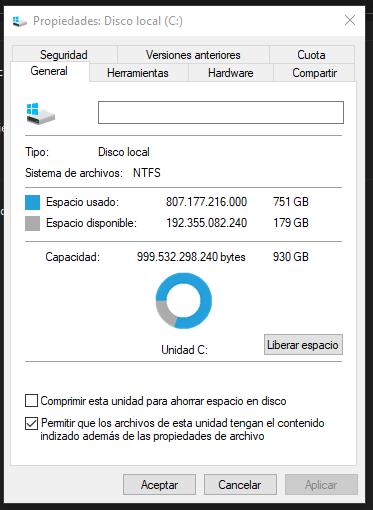 Propiedades: Disco local (C:)
Seguridad Versiones anteriores Cuota
General Herramientas Hardware Compartir
Tipo: Disco local
Sistema de archivos: NTFS
Espacio usado: 807.177.216.000 751 GB
Espacio disponible: 192.355.082.240 179 GB
Capacidad: 999.532.298.240 bytes 930 GB
Unidad C:
Liberar espacio
Comprimir esta unidad para ahorrar espacio en disco
Permitir que los archivos de esta unidad tengan el contenido
indizado además de las propiedades de archivo
Aceptar Cancelar Aplicar